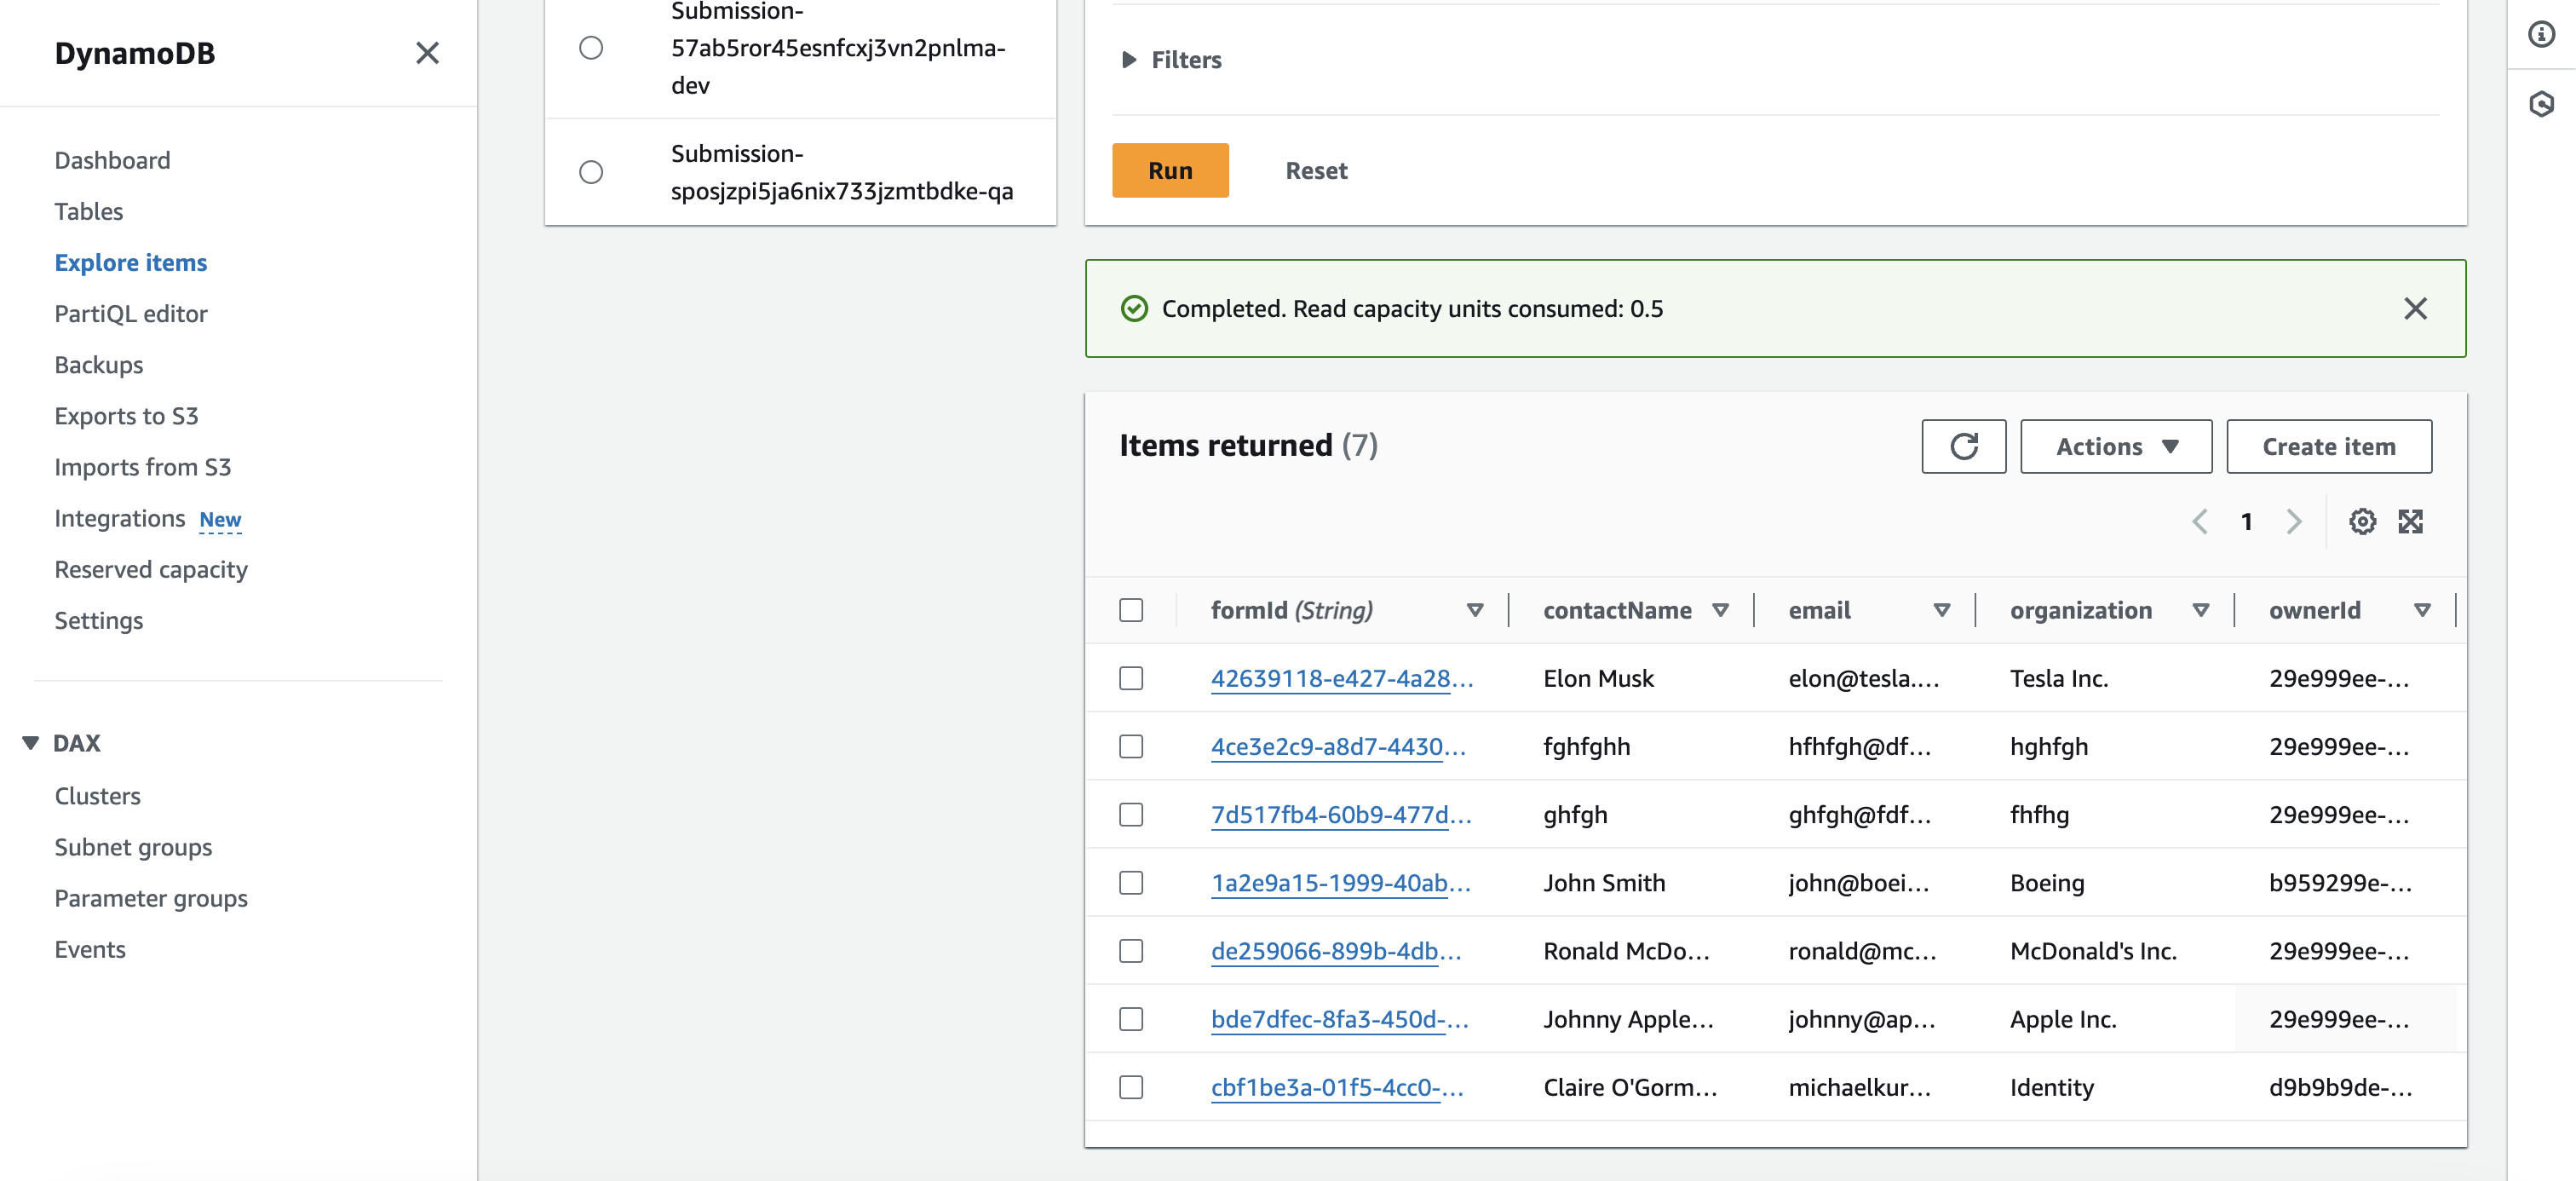 DynamoDB
Dashboard
Tables
Explore items
PartiQL editor
Backups
Exports to S3
Imports from S3
Integrations New
Reserved capacity
Settings
DAX
Clusters
Subnet groups
Parameter groups
Events
Submission-
57ab5ror45esnfcxj3vn2pnlma-
dev
Submission-
sposjzpi5ja6nix733jzmtbdke-qa
Filters
Run Reset
Completed. Read capacity units consumed: 0.5
Items returned (7)
Actions Create item
1
formId (String) contactName email organization ownerId
42639118-e427-4a28... Elon Musk elon@tesla.... Tesla Inc. 29e999ee-...
4ce3e2c9-a8d7-4430... fghfghh hfhfgh@df... hghfgh 29e999ee-...
7d517fb4-60b9-477d... ghfgh ghfgh@fdf... fhfhg 29e999ee-...
1a2e9a15-1999-40ab... John Smith john@boei... Boeing b959299e-...
de259066-899b-4db... Ronald McDo... ronald@mc... McDonald's Inc. 29e999ee-...
bde7dfec-8fa3-450d-... Johnny Apple... johnny@ap... Apple Inc. 29e999ee-...
cbf1be3a-01f5-4cc0-... Claire O'Gorm... michaelkur... Identity d9b9b9de-...